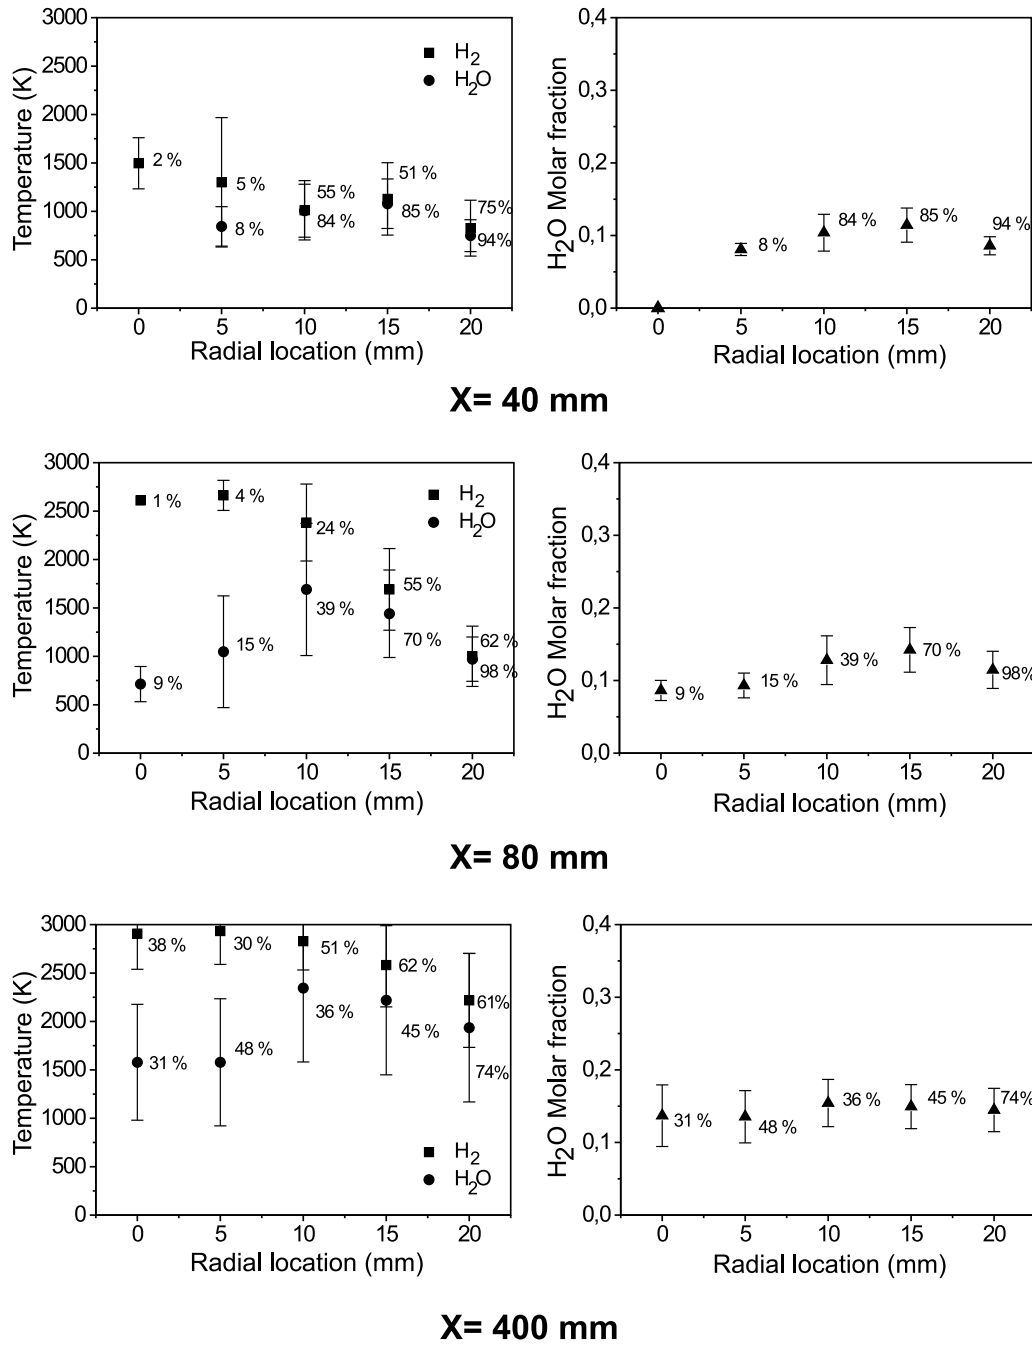 3000
2500
2000
1500
1000
500
0
Temperature (K)
H2
H2O
2 %
5 %
8 %
55 %
84 %
51 %
85 %
75%
94%
0 5 10 15 20
Radial location (mm)
0,4
0,3
0,2
0,1
0,0
H2O Molar fraction
8 %
84 %
85 %
94 %
0 5 10 15 20
Radial location (mm)
X= 40 mm
3000
2500
2000
1500
1000
500
0
Temperature (K)
H2
H2O
1 %
4 %
9 %
15 %
24 %
39 %
55 %
70 %
62 %
98 %
0 5 10 15 20
Radial location (mm)
0,4
0,3
0,2
0,1
0,0
H2O Molar fraction
9 %
15 %
39 %
70 %
98%
0 5 10 15 20
Radial location (mm)
X= 80 mm
3000
2500
2000
1500
1000
500
0
Temperature (K)
38 %
30 %
51 %
62 %
61%
31 %
48 %
36 %
45 %
74%
H2
H2O
0 5 10 15 20
Radial location (mm)
0,4
0,3
0,2
0,1
0,0
H2O Molar fraction
31 %
48 %
36 %
45 %
74%
0 5 10 15 20
Radial location (mm)
X= 400 mm